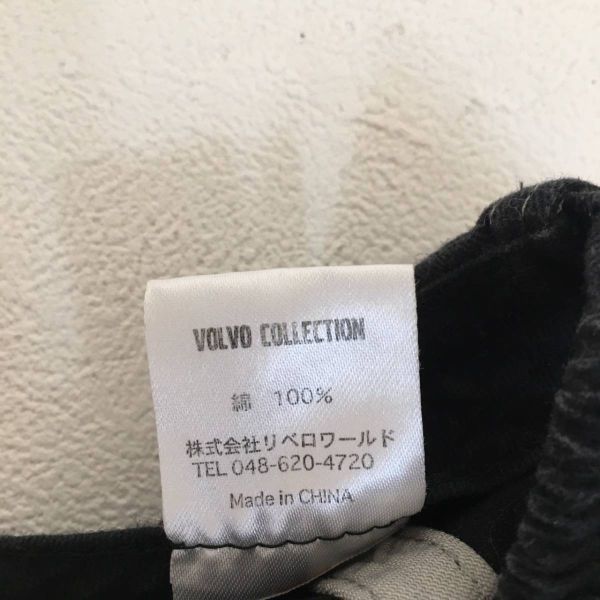 VOLVO COLLECTION
綿 100%
株式会社リベロワールド
TEL 048-620-4720
Made in CHINA